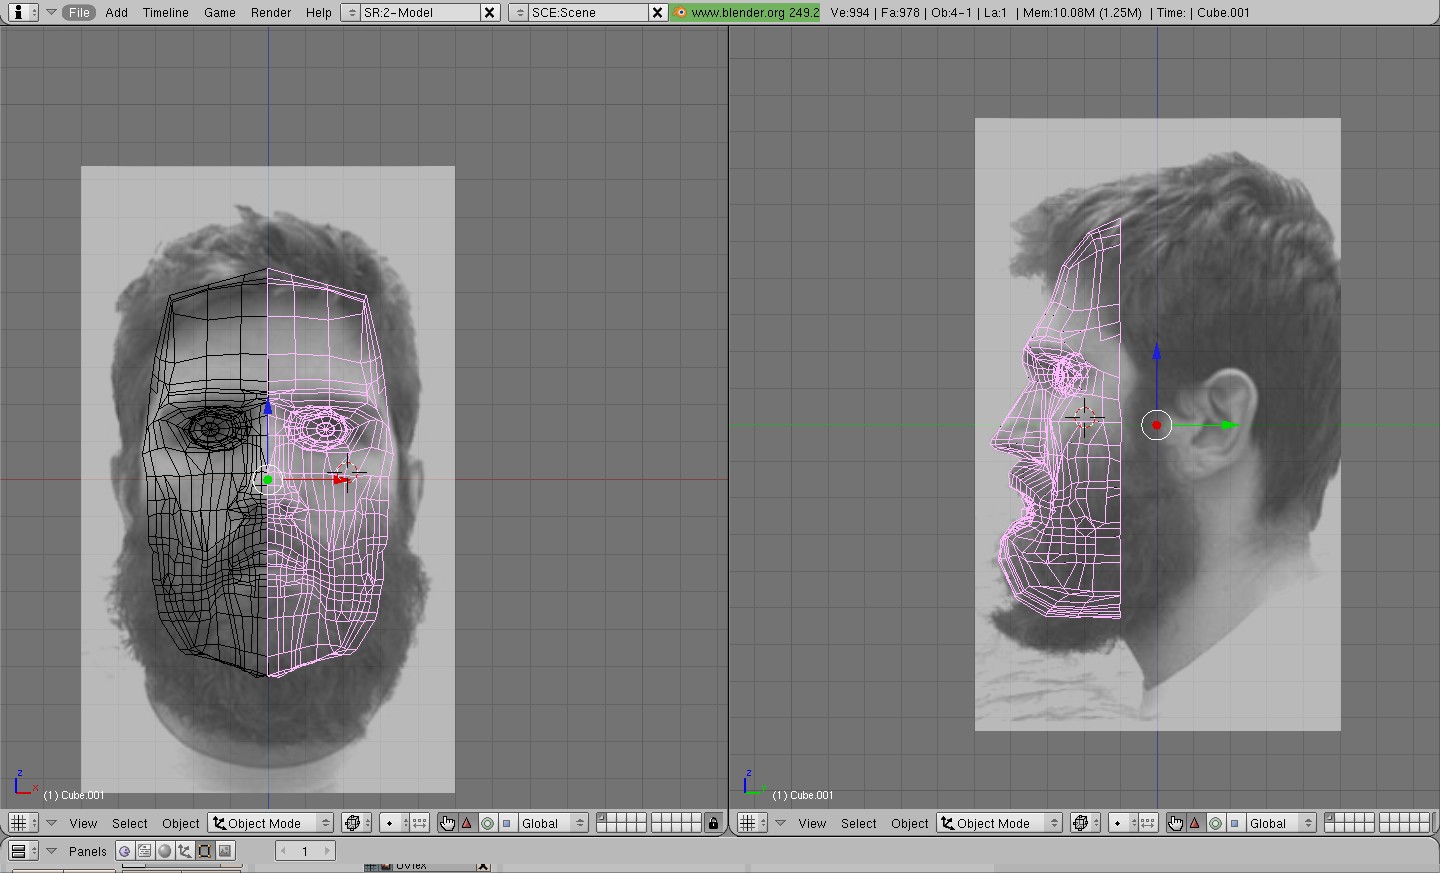 File Add Timeline Game Render Help SR:2-Model SCE:Scene www.blender.org 249.2 Ve:994 | Fa:978 | Ob:4-1 | La:1 | Mem:10.08M (1.25M) | Time: | Cube.001
z
x
(1) Cube.001
z
(1) Cube.001
View Select Object Object Mode Global
View Select Object Object Mode Global
Panels 1
UVTex